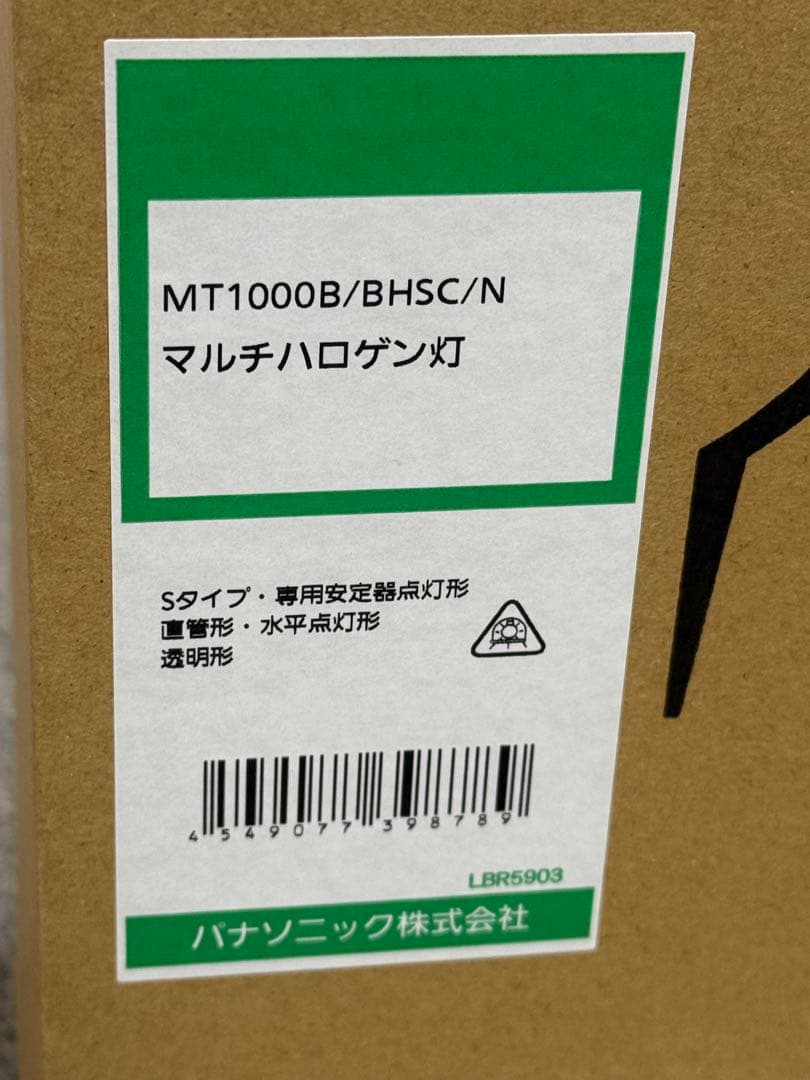 MT1000B/BHSC/N
マルチハロゲン灯
Sタイプ・専用安定器点灯形
直管形・水平点灯形
透明形
4549077398789
LBR5903
パナソニック株式会社